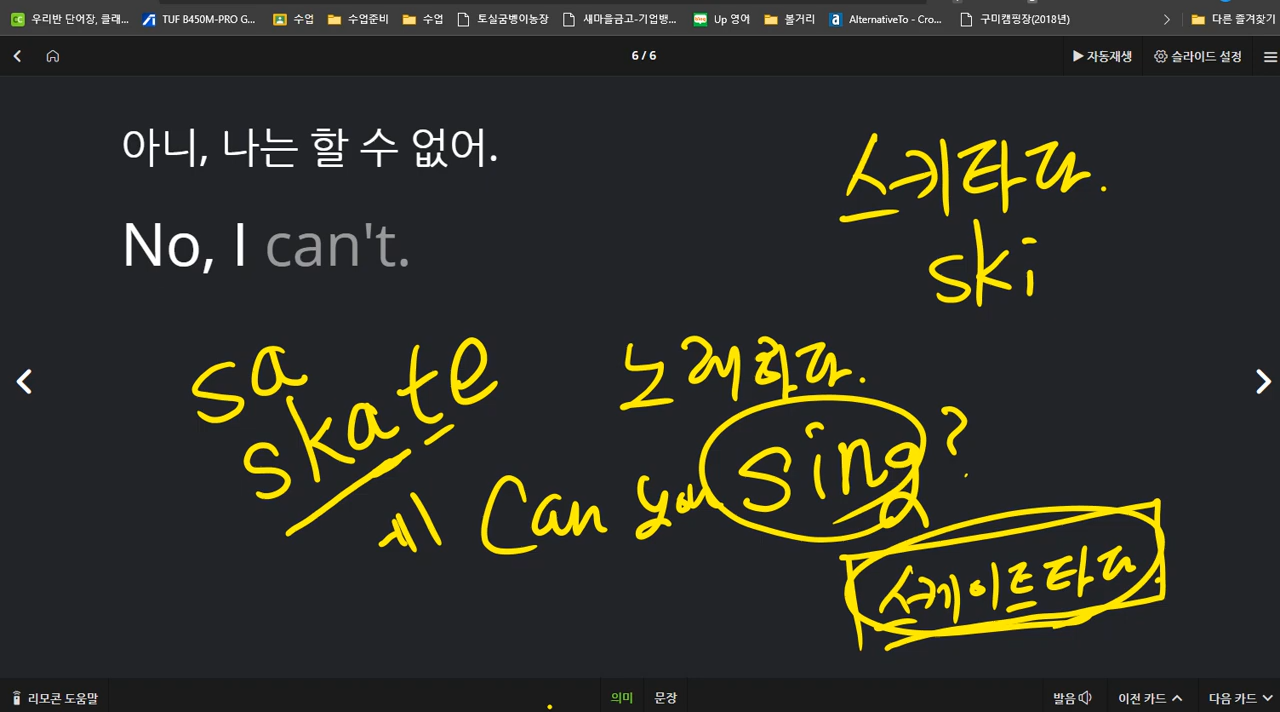 우리반 단어장, 클래...
TUF B450M-PRO G...
수업
수업준비
수업
토실굼벵이농장
새마을금고-기업뱅...
Up 영어
볼거리
AlternativeTo - Cro...
구미캠핑장(2018년)
다른 즐겨찾기
6 / 6
자동재생
슬라이드 설정
아니, 나는 할 수 없어.
No, I can't.
스키타다.
ski
sa
skate
노래하다.
케 Can you sing?
스케이트타다
리모콘 도움말
의미
문장
발음
이전 카드
다음 카드